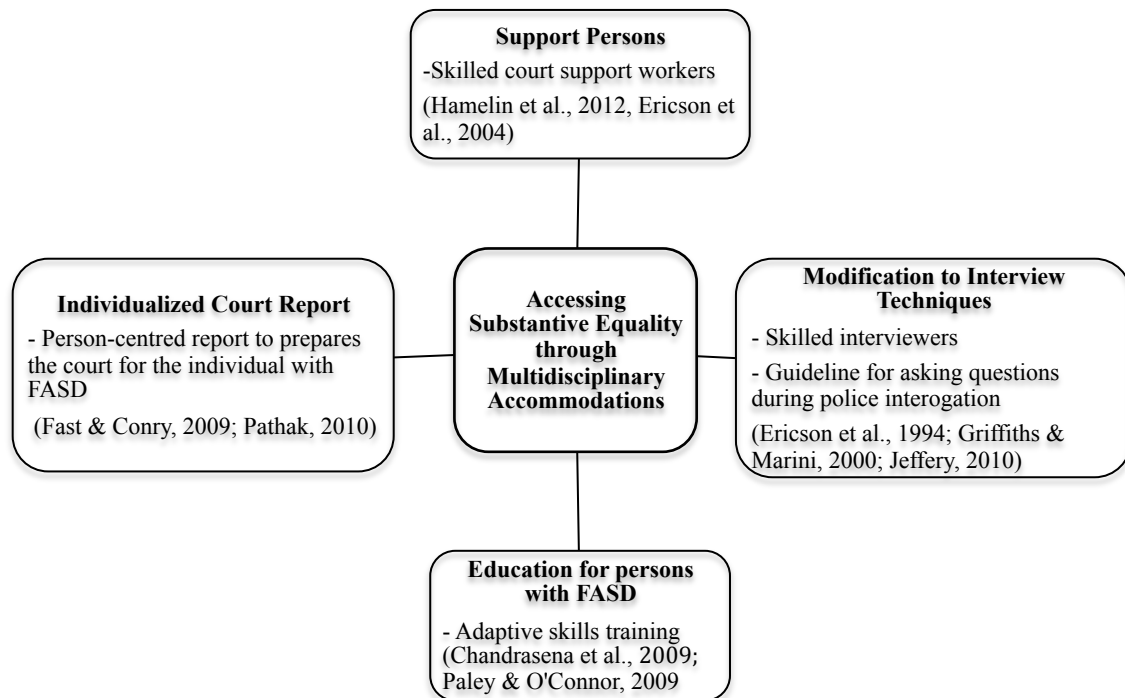 Support Persons
-Skilled court support workers
(Hamelin et al., 2012, Ericson et
al., 2004)
Individualized Court Report
- Person-centred report to prepares
the court for the individual with
FASD
(Fast & Conry, 2009; Pathak, 2010)
Accessing
Substantive Equality
through
Multidisciplinary
Accommodations
Modification to Interview
Techniques
- Skilled interviewers
- Guideline for asking questions
during police interogation
(Ericson et al., 1994; Griffiths &
Marini, 2000; Jeffery, 2010)
Education for persons
with FASD
- Adaptive skills training
(Chandrasena et al., 2009;
Paley & O'Connor, 2009